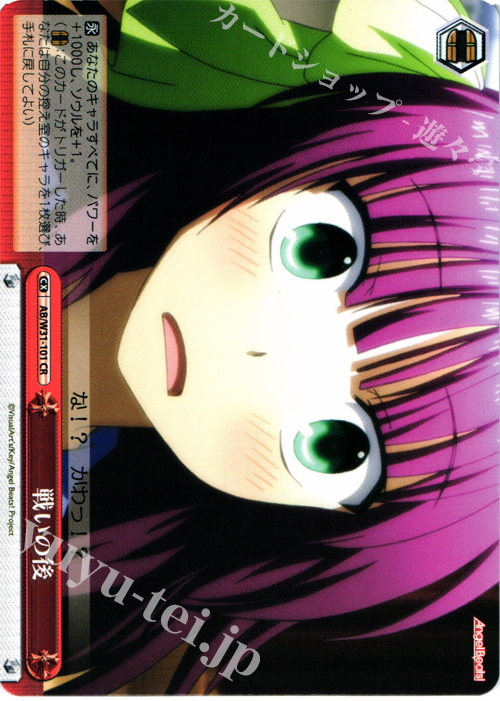 永 あなたのキャラすべてに、パワーを
+1000し、ソウルを+1。
( :このカードがトリガーした時、あ
なたは自分の控え室のキャラを1枚選び、
手札に戻してよい)
CX AB/W31-101 CR
©VisualArt's/Key/Angel Beats! Project
な!? かわっ!
戦いの後
AngelBeats!
カートショップ - 遊々亭
yuyu-tei.jp